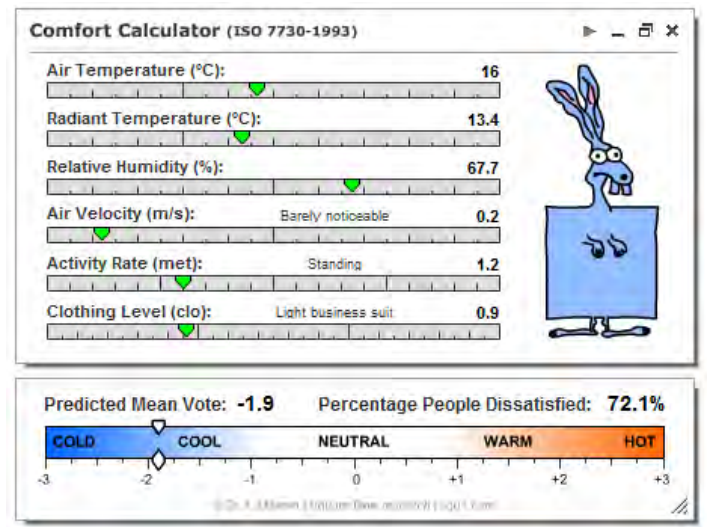 Comfort Calculator (ISO 7730-1993)
Air Temperature (°C): 16
Radiant Temperature (°C): 13.4
Relative Humidity (%): 67.7
Air Velocity (m/s): Barely noticeable 0.2
Activity Rate (met): Standing 1.2
Clothing Level (clo): Light business suit 0.9
Predicted Mean Vote: -1.9 Percentage People Dissatisfied: 72.1%
COLD COOL NEUTRAL WARM HOT
-3 -2 -1 0 +1 +2 +3